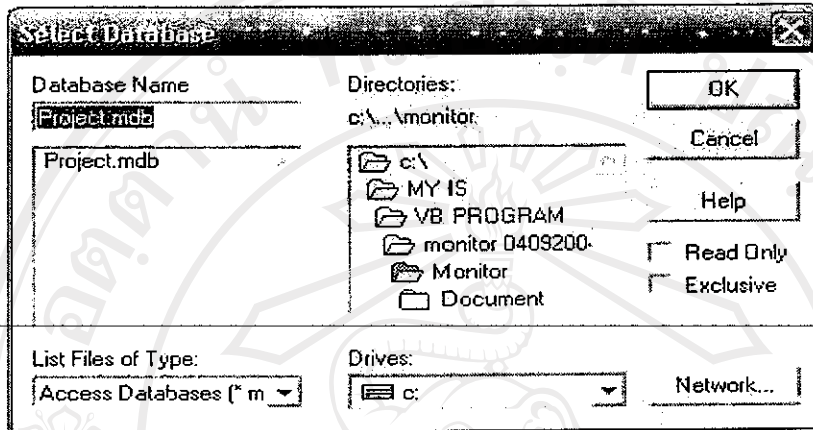 Select Database
Database Name
Project.mdb
Project.mdb
List Files of Type:
Access Databases (* m
Directories:
c:\...\monitor
c:\
MY IS
VB PROGRAM
monitor 0409200
Monitor
Document
Drives:
c:
OK
Cancel
Help
Read Only
Exclusive
Network...